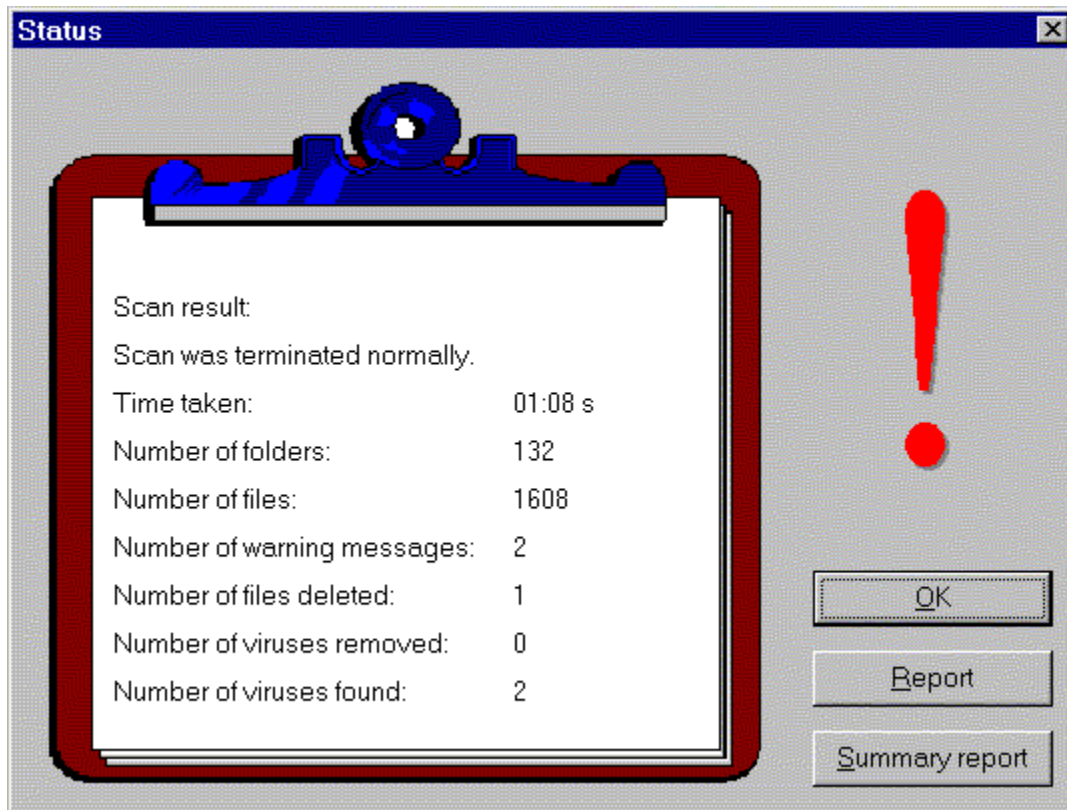 Status
Scan result:
Scan was terminated normally.
Time taken: 01:08 s
Number of folders: 132
Number of files: 1608
Number of warning messages: 2
Number of files deleted: 1
Number of viruses removed: 0
Number of viruses found: 2
OK
Report
Summary report